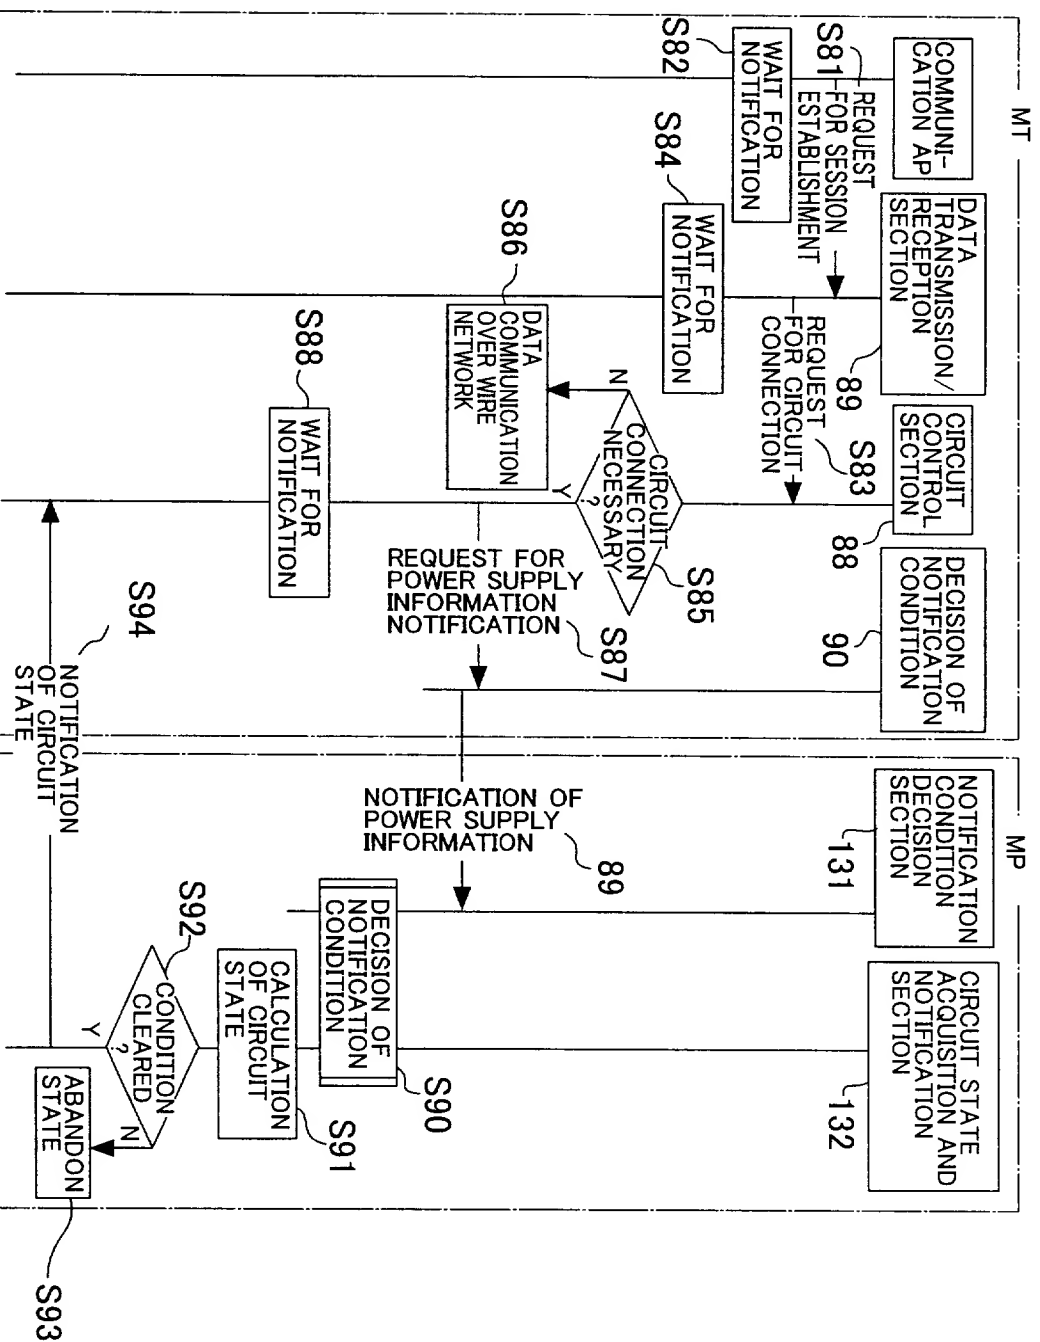 MT
COMMUNI-
CATION AP
DATA
TRANSMISSION/
RECEPTION
SECTION
89
CIRCUIT
CONTROL
SECTION
88
DECISION OF
NOTIFICATION
CONDITION
90
MP
NOTIFICATION
CONDITION
DECISION
SECTION
131
CIRCUIT STATE
ACQUISITION AND
NOTIFICATION
SECTION
132
S81
REQUEST
FOR SESSION
ESTABLISHMENT
S82
WAIT FOR
NOTIFICATION
REQUEST
FOR CIRCUIT
CONNECTION
S83
S84
WAIT FOR
NOTIFICATION
CIRCUIT
CONNECTION
NECESSARY
?
S85
N
Y
S86
DATA
COMMUNICATION
OVER WIRE
NETWORK
REQUEST FOR
POWER SUPPLY
INFORMATION
NOTIFICATION
S87
S88
WAIT FOR
NOTIFICATION
NOTIFICATION OF
POWER SUPPLY
INFORMATION
89
DECISION OF
NOTIFICATION
CONDITION
S90
CALCULATION
OF CIRCUIT
STATE
S91
S92
CONDITION
CLEARED
?
Y
N
ABANDON
STATE
S93
S94
NOTIFICATION
OF CIRCUIT
STATE